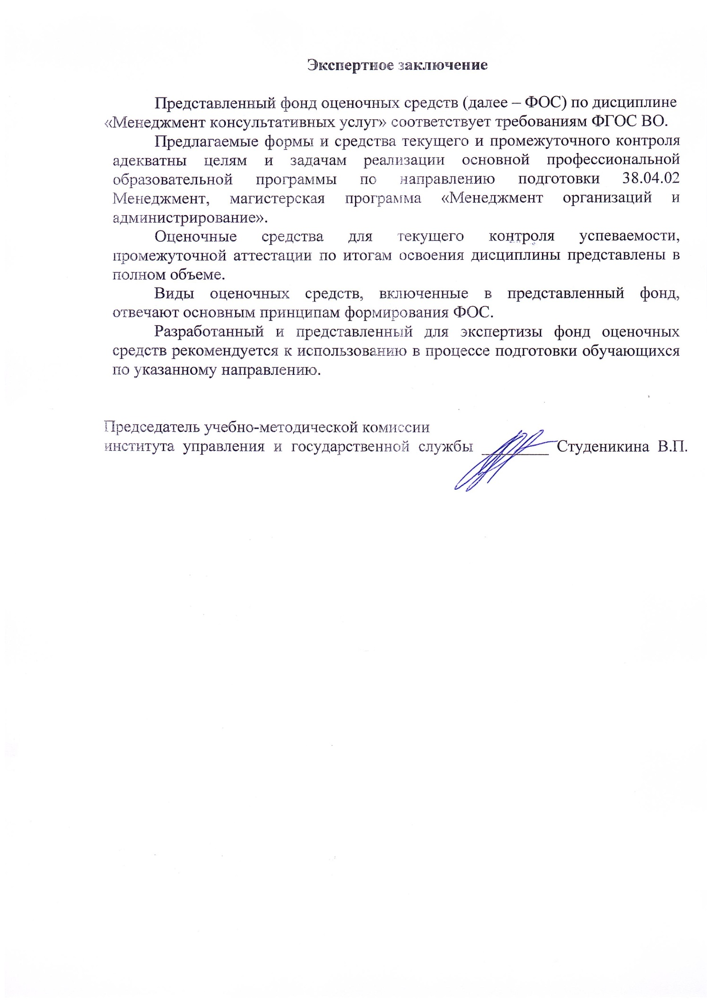 Экспертное заключение
Представленный фонд оценочных средств (далее – ФОС) по дисциплине
«Менеджмент консультативных услуг» соответствует требованиям ФГОС ВО.
Предлагаемые формы и средства текущего и промежуточного контроля
адекватны целям и задачам реализации основной профессиональной
образовательной программы по направлению подготовки 38.04.02
Менеджмент, магистерская программа «Менеджмент организаций и
администрирование».
Оценочные средства для текущего контроля успеваемости,
промежуточной аттестации по итогам освоения дисциплины представлены в
полном объеме.
Виды оценочных средств, включенные в представленный фонд,
отвечают основным принципам формирования ФОС.
Разработанный и представленный для экспертизы фонд оценочных
средств рекомендуется к использованию в процессе подготовки обучающихся
по указанному направлению.
Председатель учебно-методической комиссии
института управления и государственной службы ________ Студеникина В.П.